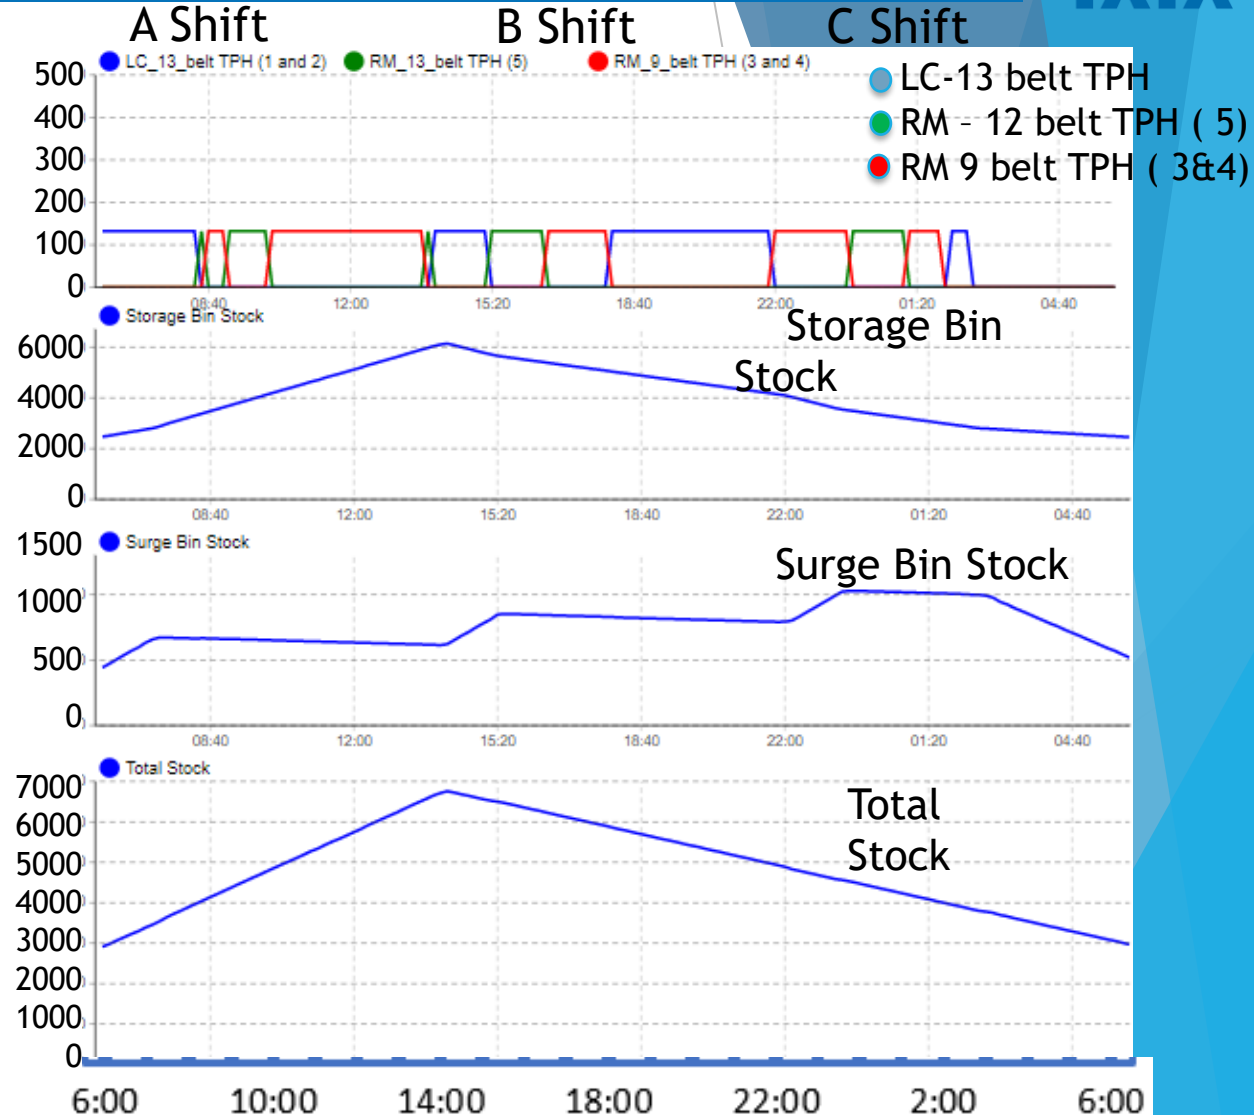 TATA
A Shift B Shift C Shift
LC_13_belt TPH (1 and 2) RM_13_belt TPH (5) RM_9_belt TPH (3 and 4)
LC-13 belt TPH
RM – 12 belt TPH ( 5)
RM 9 belt TPH ( 3&4)
500
400
300
200
100
0
08:40 12:00 15:20 18:40 22:00 01:20 04:40
Storage Bin Stock
Storage Bin
Stock
6000
4000
2000
0
08:40 12:00 15:20 18:40 22:00 01:20 04:40
Surge Bin Stock
Surge Bin Stock
1500
1000
500
0
08:40 12:00 15:20 18:40 22:00 01:20 04:40
Total Stock
Total
Stock
7000
6000
5000
4000
3000
2000
1000
0
6:00 10:00 14:00 18:00 22:00 2:00 6:00